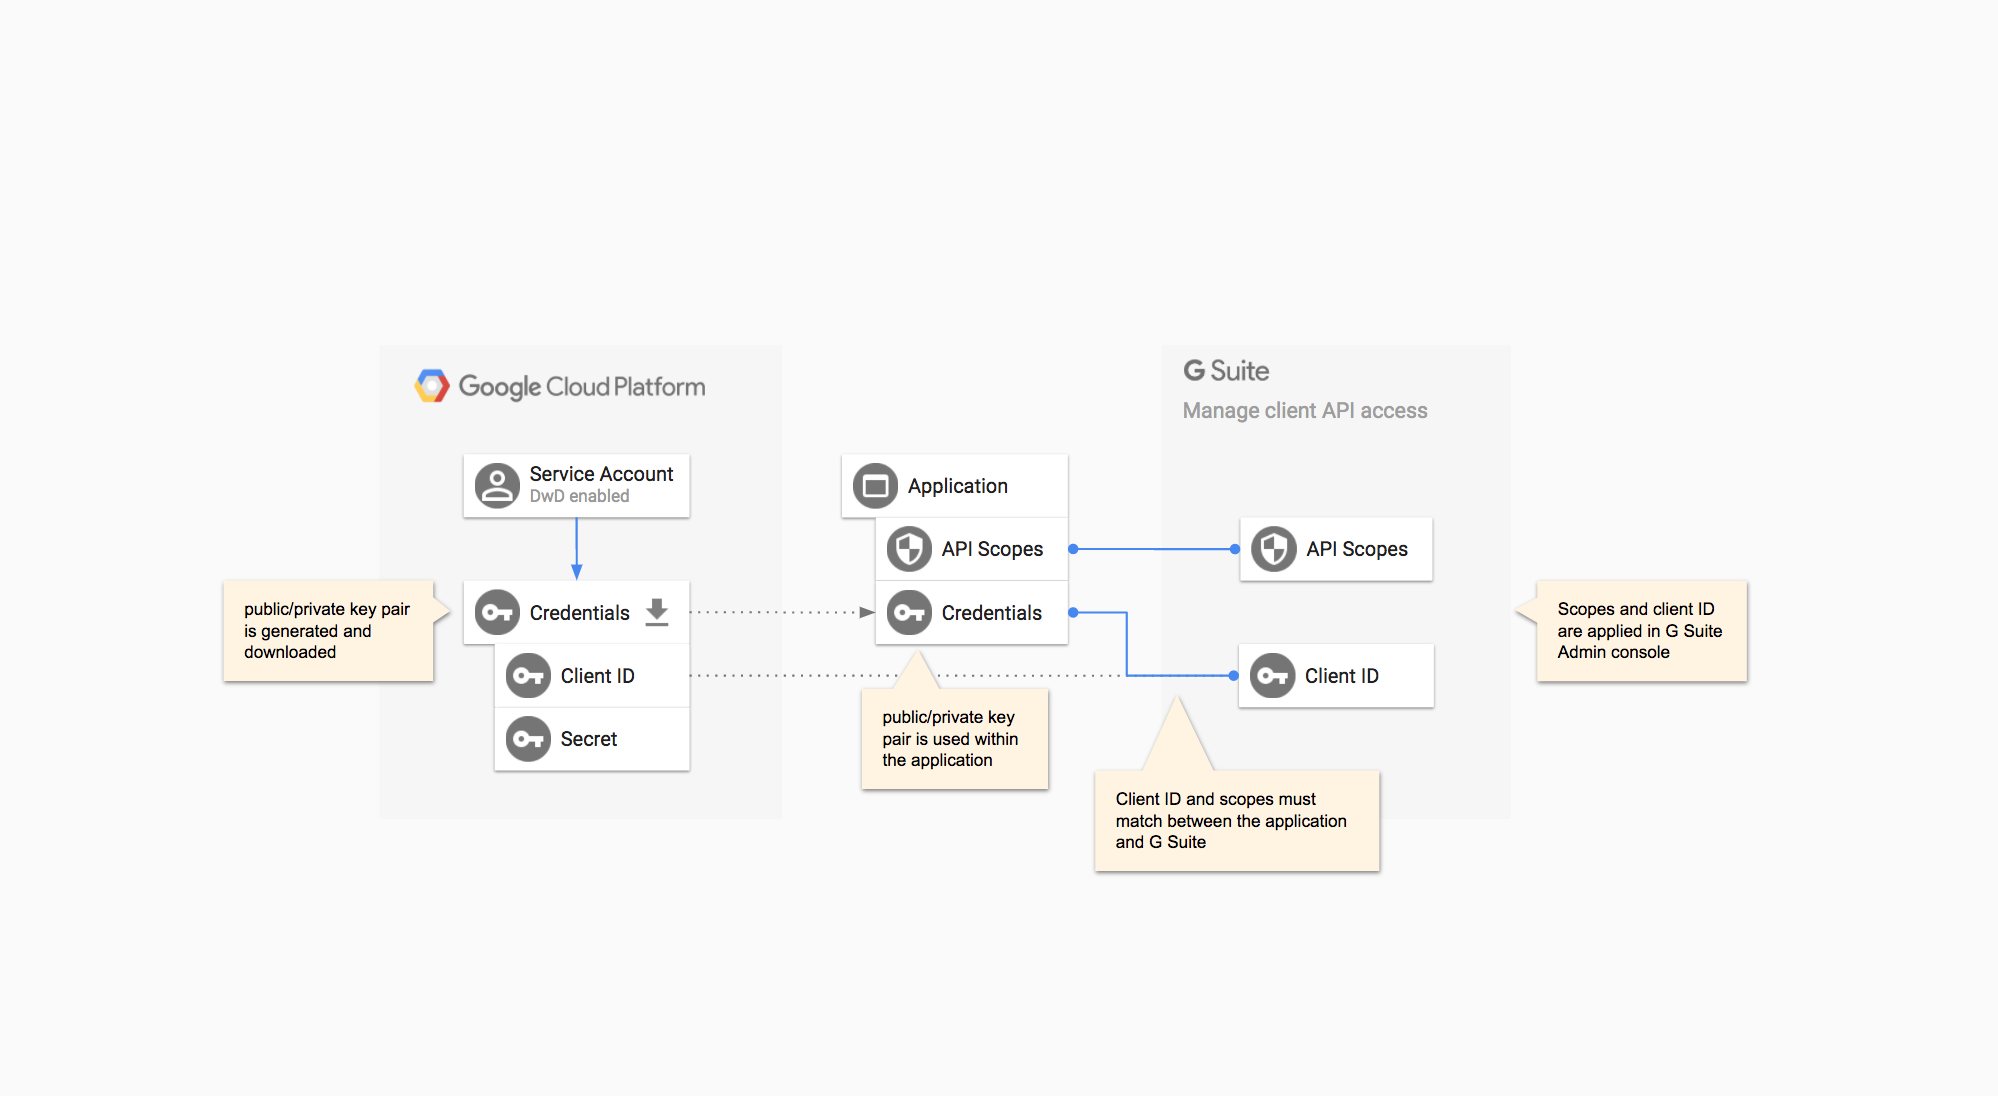 Google Cloud Platform
Service Account
DwD enabled
Credentials
Client ID
Secret
public/private key pair
is generated and
downloaded
Application
API Scopes
Credentials
public/private key
pair is used within
the application
G Suite
Manage client API access
API Scopes
Client ID
Client ID and scopes must
match between the application
and G Suite
Scopes and client ID
are applied in G Suite
Admin console